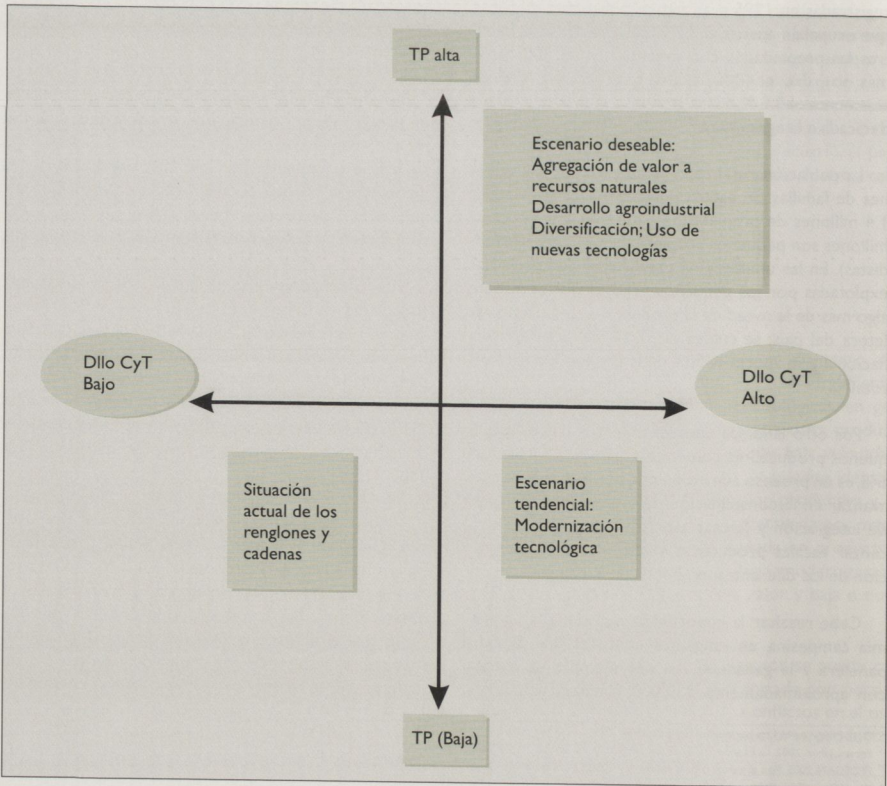 TP alta
Escenario deseable:
Agregación de valor a
recursos naturales
Desarrollo agroindustrial
Diversificación; Uso de
nuevas tecnologías
Dllo CyT
Bajo
Dllo CyT
Alto
Situación
actual de los
renglones y
cadenas
Escenario
tendencial:
Modernización
tecnológica
TP (Baja)